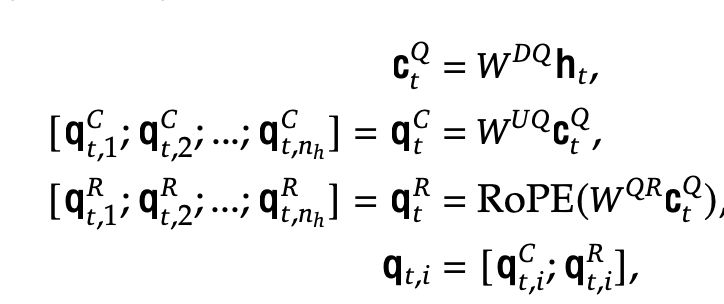 𝐜_t^Q = W^{DQ} 𝐡_t,
[𝐪_{t,1}^C; 𝐪_{t,2}^C; ...; 𝐪_{t,n_h}^C] = 𝐪_t^C = W^{UQ} 𝐜_t^Q,
[𝐪_{t,1}^R; 𝐪_{t,2}^R; ...; 𝐪_{t,n_h}^R] = 𝐪_t^R = RoPE(W^{QR} 𝐜_t^Q),
𝐪_{t,i} = [𝐪_{t,i}^C; 𝐪_{t,i}^R],